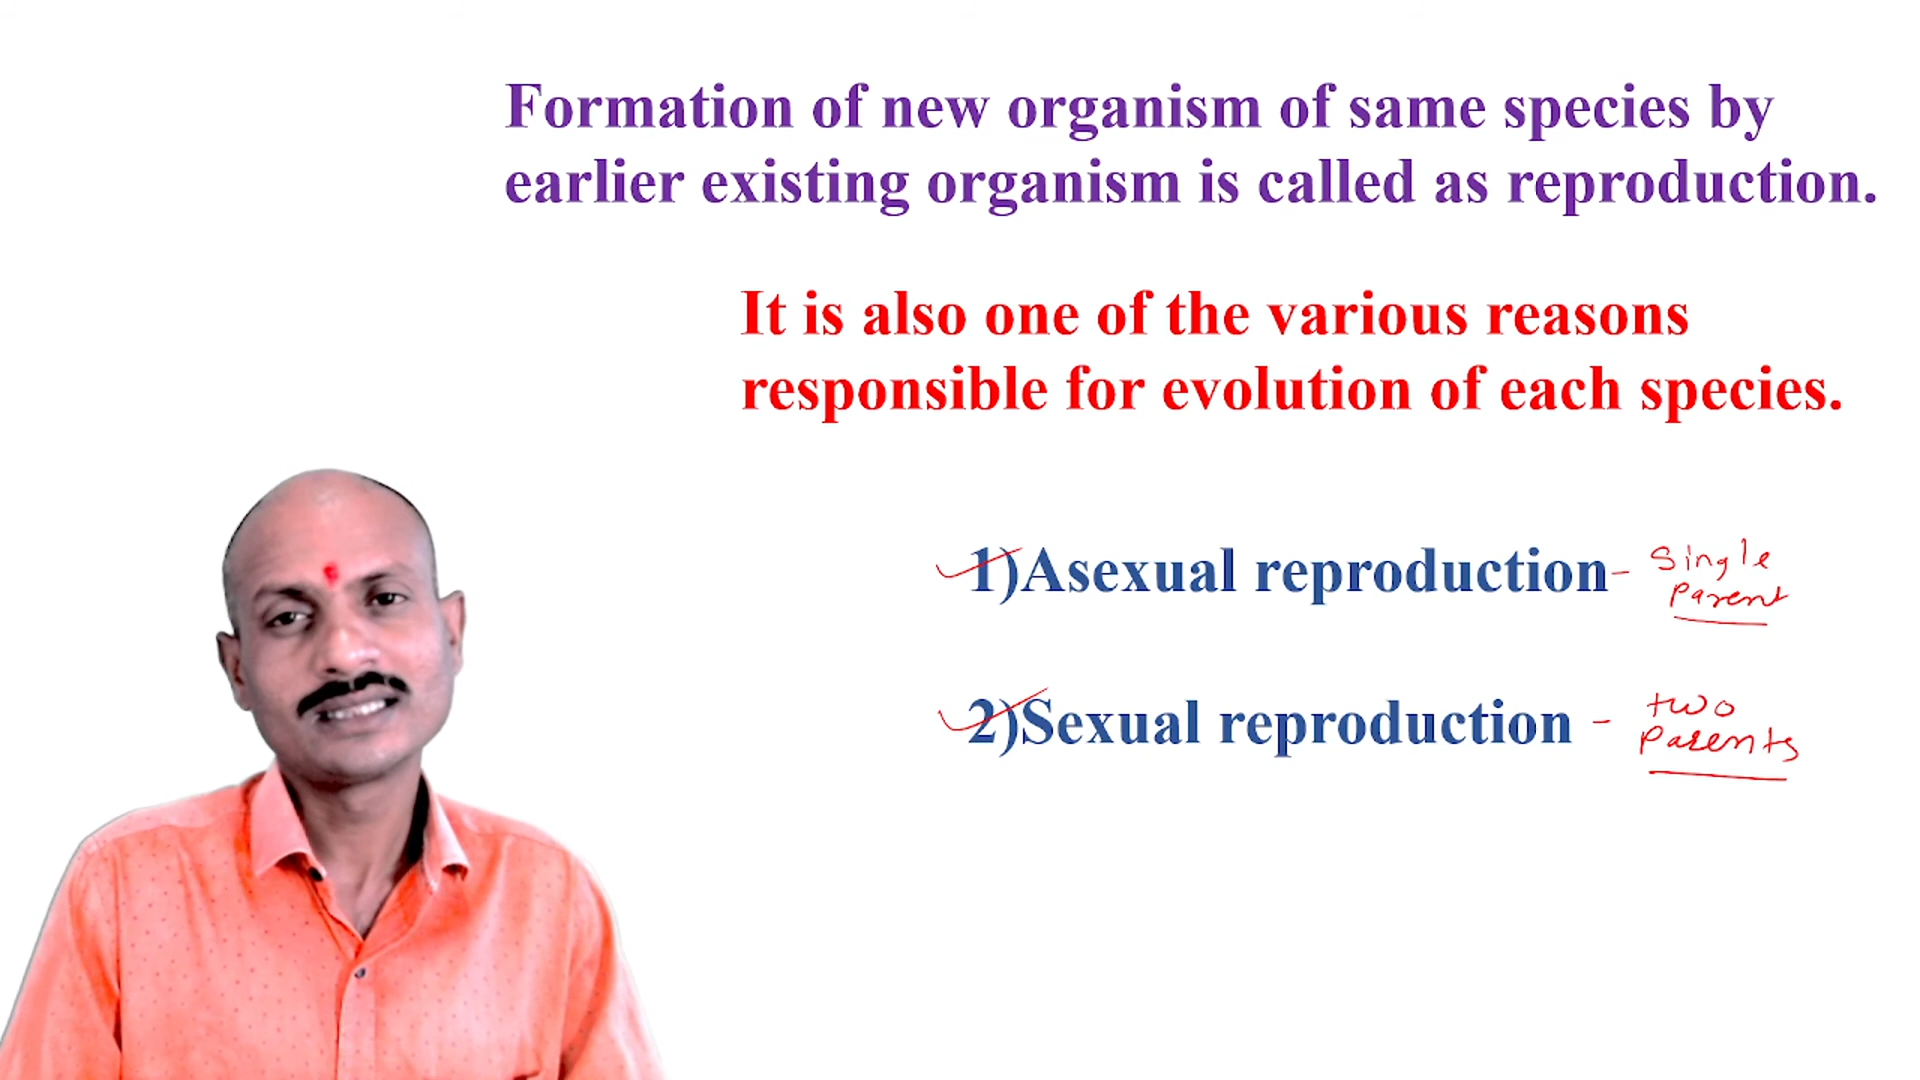 Formation of new organism of same species by
earlier existing organism is called as reproduction.
It is also one of the various reasons
responsible for evolution of each species.
1)Asexual reproduction - Single
Parent
2)Sexual reproduction - two
Parents